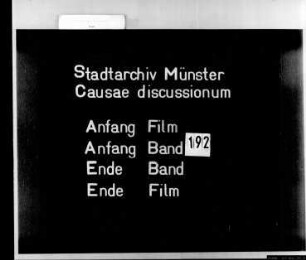 Stadtarchiv Münster
Causae discussionum
Anfang Film
Anfang Band 192
Ende Band
Ende Film